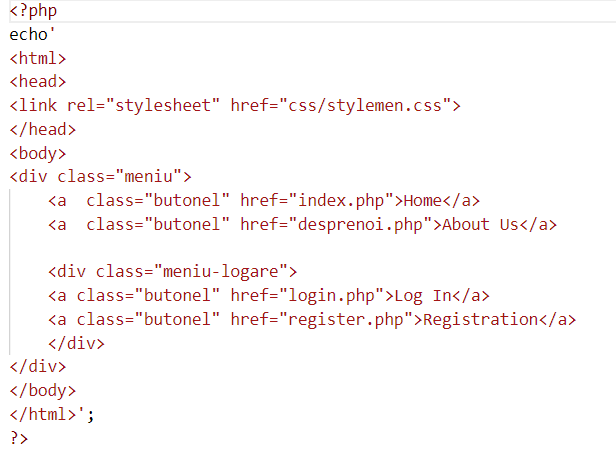 <?php
echo'
<html>
<head>
<link rel="stylesheet" href="css/stylemen.css">
</head>
<body>
<div class="meniu">
    <a  class="butonel" href="index.php">Home</a>
    <a  class="butonel" href="desprenoi.php">About Us</a>

    <div class="meniu-logare">
    <a class="butonel" href="login.php">Log In</a>
    <a class="butonel" href="register.php">Registration</a>
    </div>
</div>
</body>
</html>';
?>